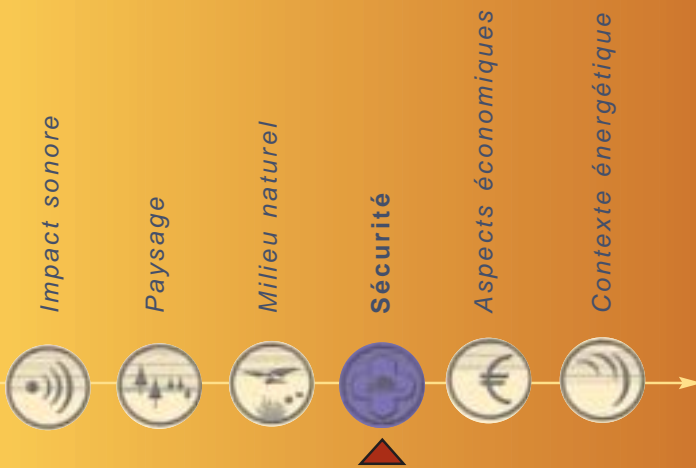 Impact sonore
Paysage
Milieu naturel
Sécurité
Aspects économiques
Contexte énergétique